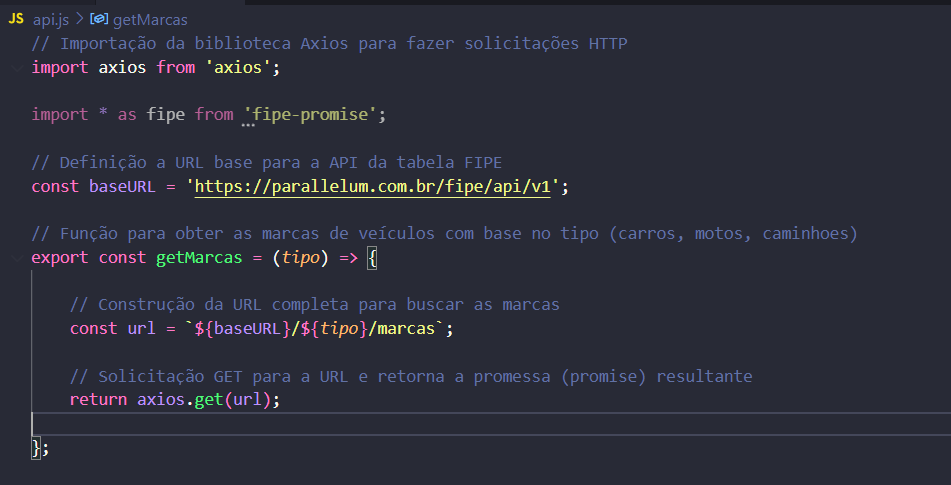 JS api.js > getMarcas
// Importação da biblioteca Axios para fazer solicitações HTTP
import axios from 'axios';
import * as fipe from 'fipe-promise';
// Definição a URL base para a API da tabela FIPE
const baseURL = 'https://parallelum.com.br/fipe/api/v1';
// Função para obter as marcas de veículos com base no tipo (carros, motos, caminhoes)
export const getMarcas = (tipo) => {
// Construção da URL completa para buscar as marcas
const url = `${baseURL}/${tipo}/marcas`;
// Solicitação GET para a URL e retorna a promessa (promise) resultante
return axios.get(url);
};